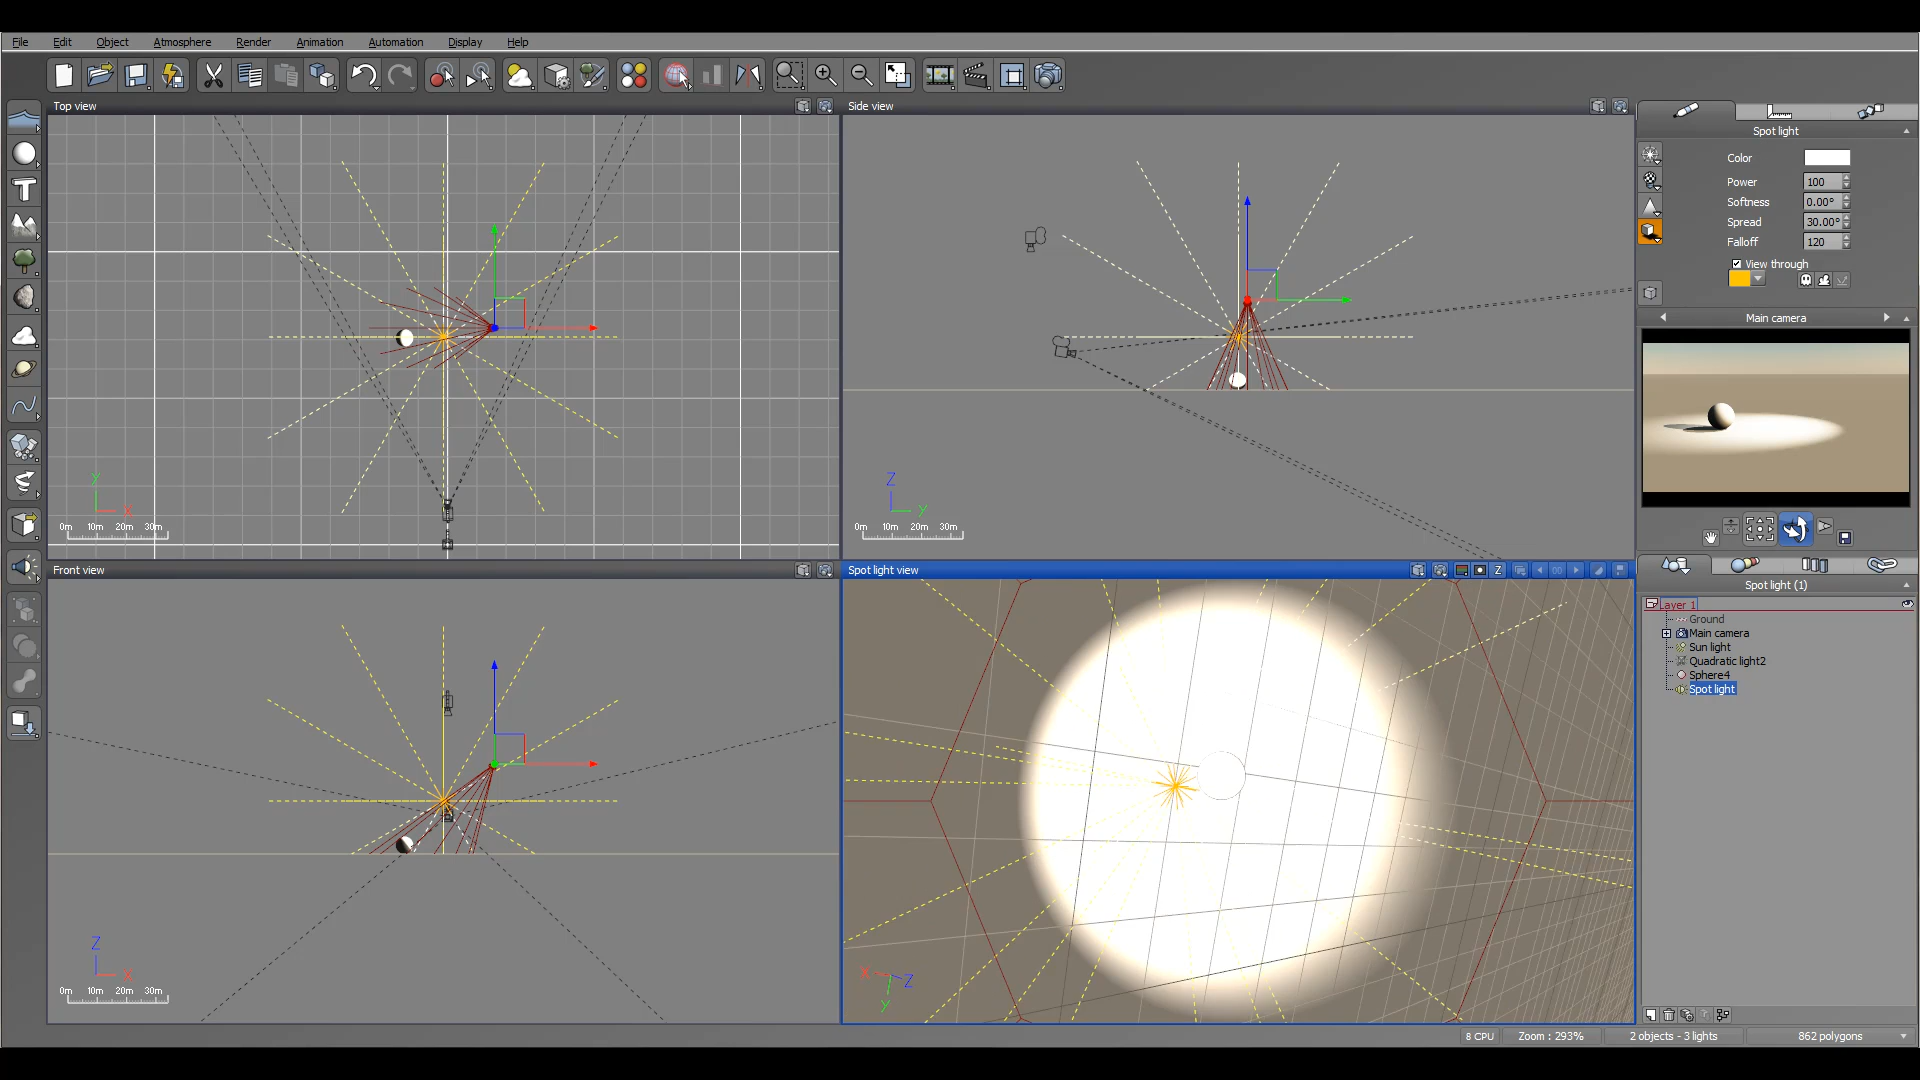 File Edit Object Atmosphere Render Animation Automation Display Help
Top view
Side view
Spot light
Color
Power 100
Softness 0.00°
Spread 30.00°
Falloff 120
View through
Main camera
y
x
0m 10m 20m 30m
Z
y
0m 10m 20m 30m
Front view
Spot light view
Z
Spot light (1)
Layer 1
Ground
Main camera
Sun light
Quadratic light2
Sphere4
Spot light
Z
x
0m 10m 20m 30m
X
Z
y
8 CPU Zoom : 293% 2 objects - 3 lights 862 polygons